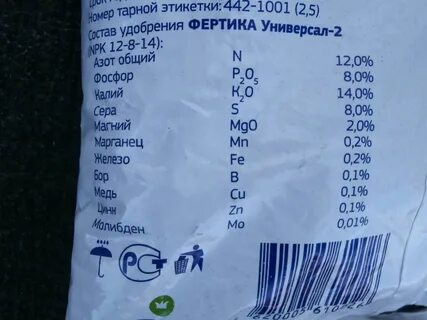 Номер тарной этикетки: 442-1001 (2,5)
Состав удобрения ФЕРТИКА Универсал-2
(NPK 12-8-14):
Азот общий N 12,0%
Фосфор P₂O₅ 8,0%
Калий K₂O 14,0%
Сера S 8,0%
Магний MgO 2,0%
Марганец Mn 0,2%
Железо Fe 0,2%
Бор B 0,1%
Медь Cu 0,1%
Цинк Zn 0,1%
Молибден Mo 0,01%
РСТ